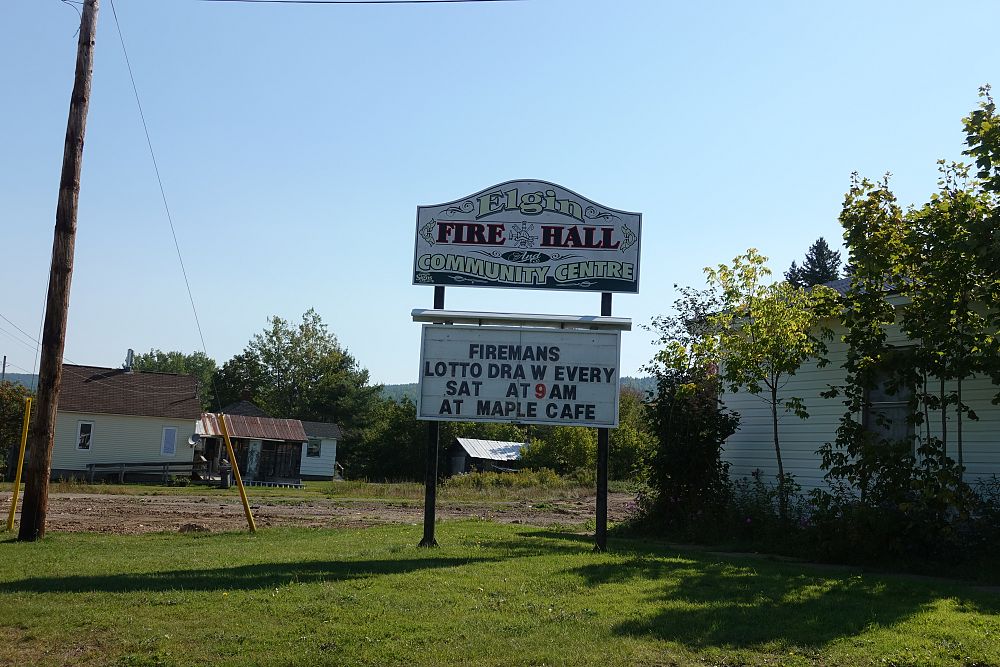 Elgin
FIRE HALL
And
COMMUNITY CENTRE
FIREMANS
LOTTO DRA W EVERY
SAT AT 9 AM
AT MAPLE CAFE